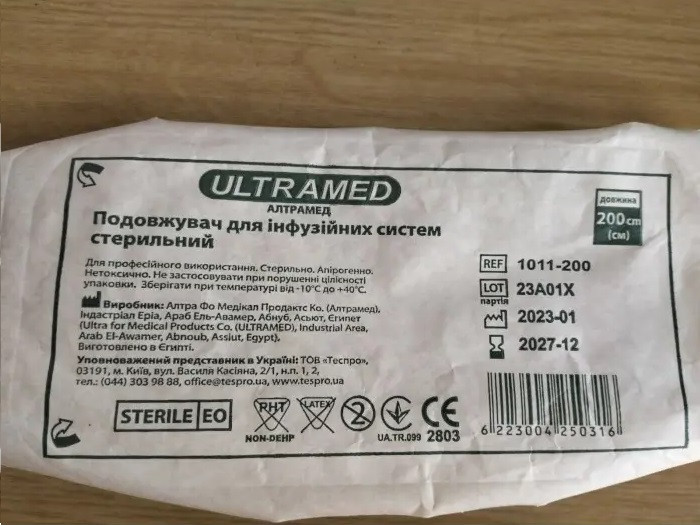 ULTRAMED
АЛТРАМЕД
Подовжувач для інфузійних систем
стерильний
довжина
200cm
(см)
Для професійного використання. Стерильно. Апірогенно.
Нетоксично. Не застосовувати при порушенні цілісності
упаковки. Зберігати при температурі від -10°C до +40°C.
Виробник: Алтра Фо Медікал Продактс Ко. (Алтрамед),
Індастріал Еріа, Араб Ель-Авамер, Абнуб, Асьют, Єгипет
(Ultra for Medical Products Co. (ULTRAMED), Industrial Area,
Arab El-Awamer, Abnoub, Assiut, Egypt).
Виготовлено в Єгипті.
Уповноважений представник в Україні: ТОВ «Теспро»,
03191, м. Київ, вул. Василя Касіяна, 2/1, н.п. 1, 2,
тел.: (044) 303 98 88, office@tespro.ua, www.tespro.ua
REF 1011-200
LOT 23A01X
партія
2023-01
2027-12
STERILE EO
PHT
NON-DEHP
LATEX
2
UA.TR.099
CE
2803
6 223004 250316